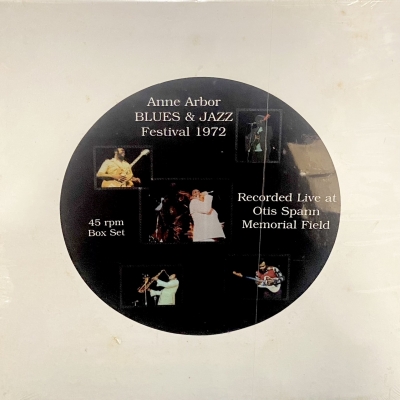 Anne Arbor
BLUES & JAZZ
Festival 1972
Recorded Live at
Otis Spann
Memorial Field
45 rpm
Box Set